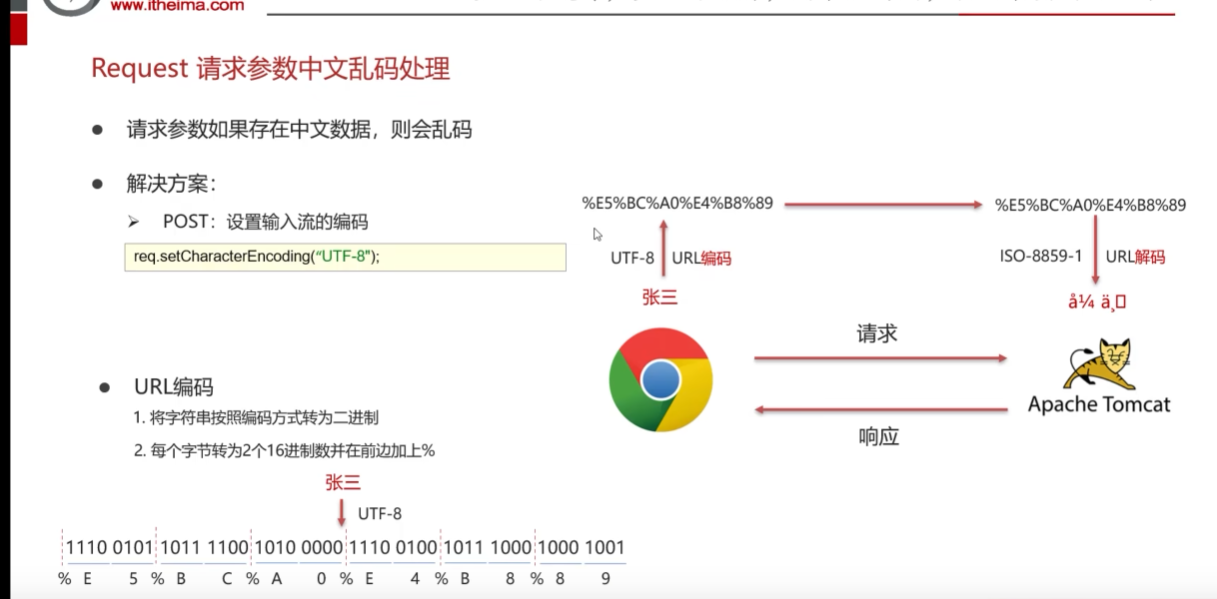 www.itheima.com
Request 请求参数中文乱码处理
● 请求参数如果存在中文数据，则会乱码
● 解决方案：
➢ POST：设置输入流的编码
req.setCharacterEncoding(“UTF-8”);
%E5%BC%A0%E4%B8%89
%E5%BC%A0%E4%B8%89
UTF-8 URL编码
ISO-8859-1 URL解码
张三
å¼ ä¸
请求
响应
Apache Tomcat
● URL编码
1. 将字符串按照编码方式转为二进制
2. 每个字节转为2个16进制数并在前边加上%
张三
UTF-8
1110 0101 1011 1100 1010 0000 1110 0100 1011 1000 1000 1001
% E 5 % B C % A 0 % E 4 % B 8 % 8 9